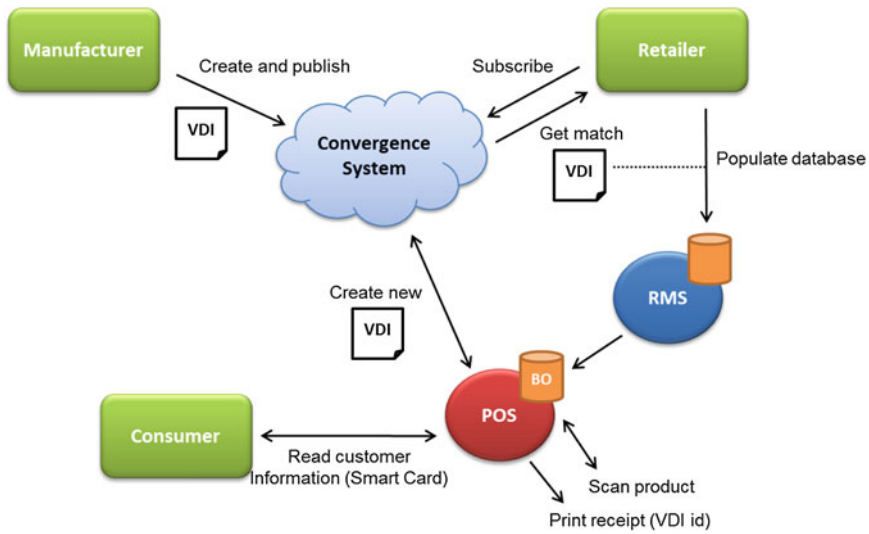 Manufacturer
Retailer
Create and publish
Subscribe
VDI
Convergence
System
Get match
VDI
Populate database
RMS
Create new
VDI
BO
POS
Consumer
Read customer
Information (Smart Card)
Scan product
Print receipt (VDI id)